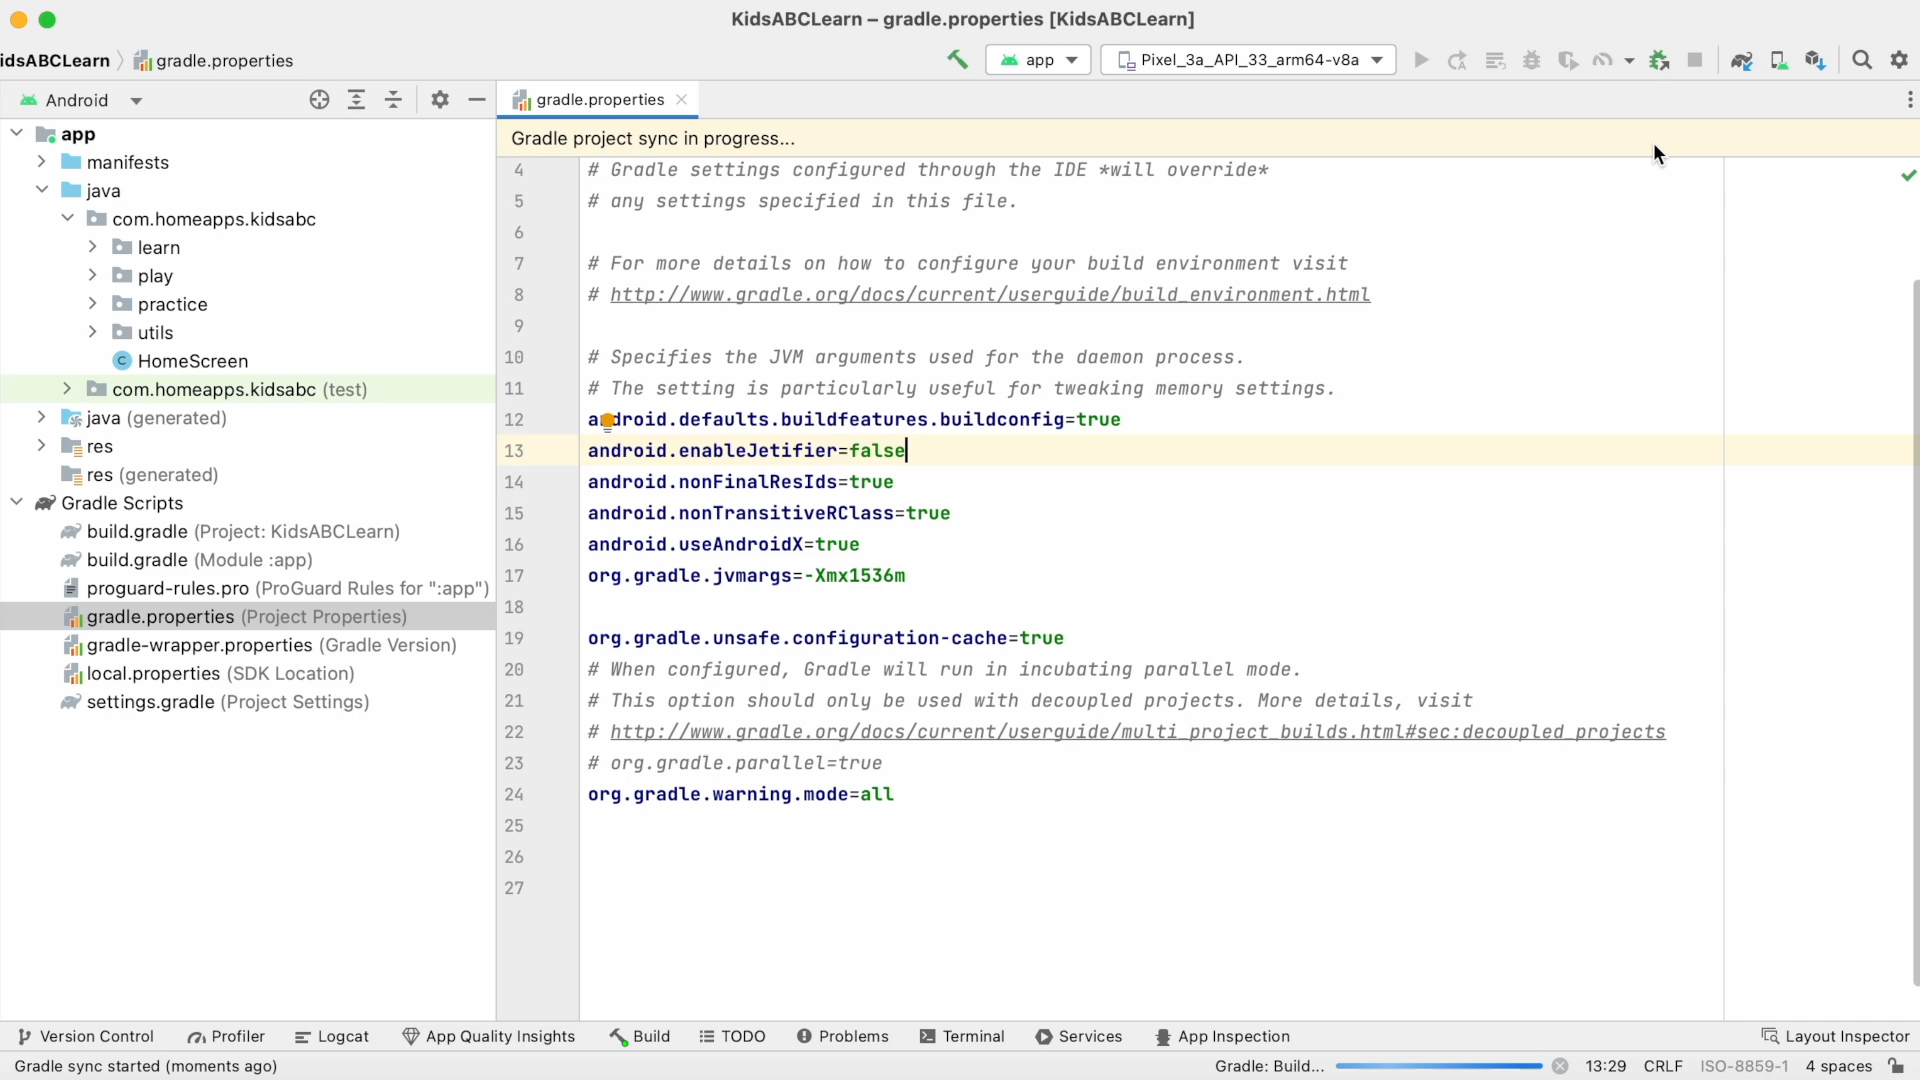 KidsABCLearn – gradle.properties [KidsABCLearn]
idsABCLearn 〉 gradle.properties
app
Pixel_3a_API_33_arm64-v8a
Android
gradle.properties
Gradle project sync in progress...
app
manifests
java
com.homeapps.kidsabc
learn
play
practice
utils
C HomeScreen
com.homeapps.kidsabc (test)
java (generated)
res
res (generated)
Gradle Scripts
build.gradle (Project: KidsABCLearn)
build.gradle (Module :app)
proguard-rules.pro (ProGuard Rules for ":app")
gradle.properties (Project Properties)
gradle-wrapper.properties (Gradle Version)
local.properties (SDK Location)
settings.gradle (Project Settings)
4 # Gradle settings configured through the IDE *will override*
5 # any settings specified in this file.
6
7 # For more details on how to configure your build environment visit
8 # http://www.gradle.org/docs/current/userguide/build_environment.html
9
10 # Specifies the JVM arguments used for the daemon process.
11 # The setting is particularly useful for tweaking memory settings.
12 android.defaults.buildfeatures.buildconfig=true
13 android.enableJetifier=false
14 android.nonFinalResIds=true
15 android.nonTransitiveRClass=true
16 android.useAndroidX=true
17 org.gradle.jvmargs=-Xmx1536m
18
19 org.gradle.unsafe.configuration-cache=true
20 # When configured, Gradle will run in incubating parallel mode.
21 # This option should only be used with decoupled projects. More details, visit
22 # http://www.gradle.org/docs/current/userguide/multi_project_builds.html#sec:decoupled_projects
23 # org.gradle.parallel=true
24 org.gradle.warning.mode=all
25
26
27
Version Control Profiler Logcat App Quality Insights Build TODO Problems Terminal Services App Inspection Layout Inspector
Gradle sync started (moments ago) Gradle: Build... 13:29 CRLF ISO-8859-1 4 spaces